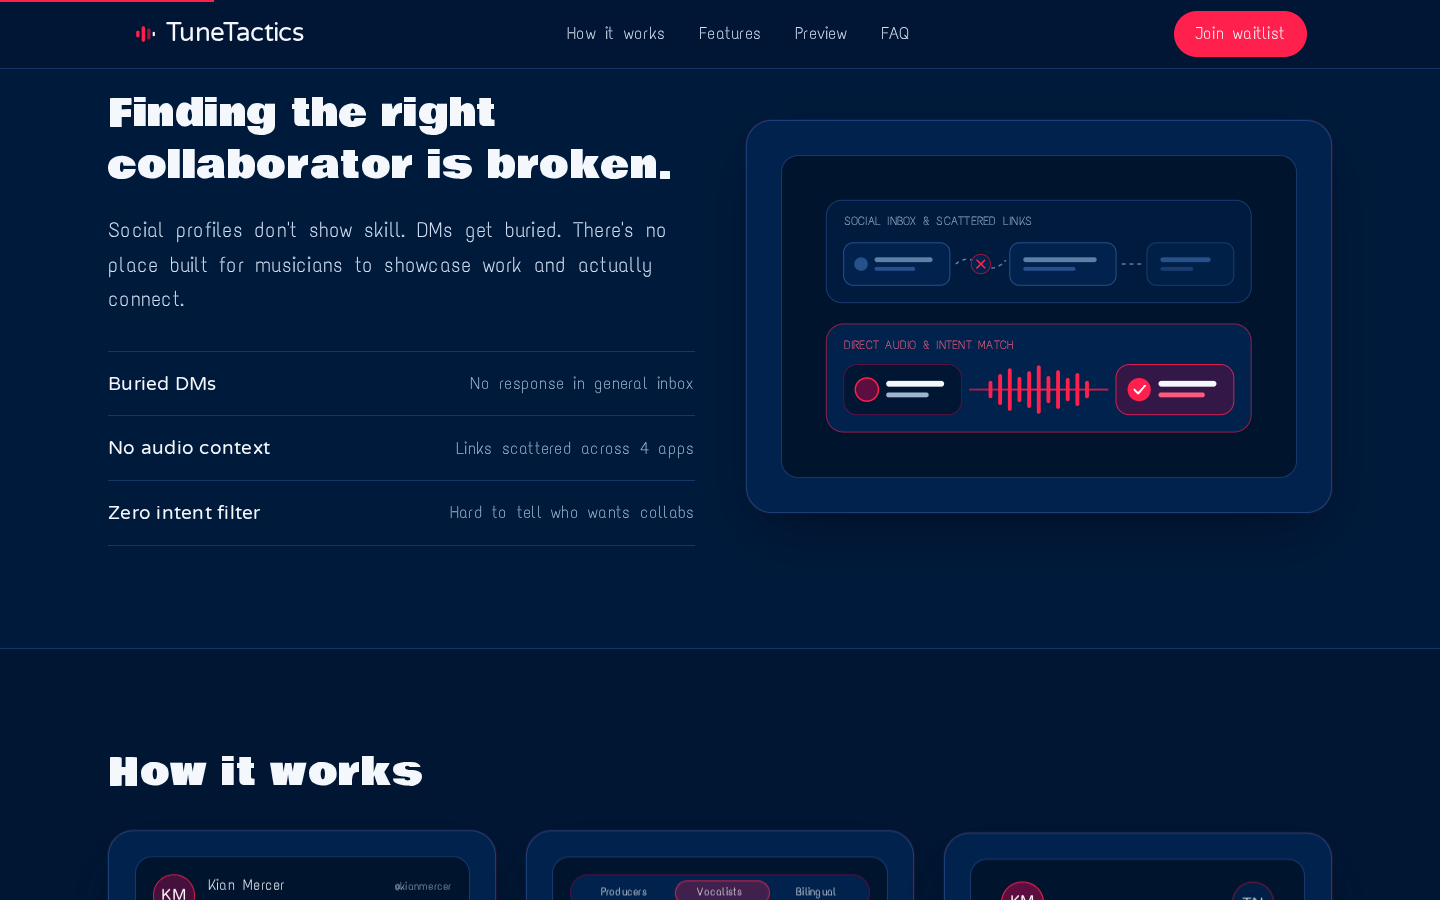 TuneTactics
How it works
Features
Preview
FAQ
Join waitlist
Finding the right
collaborator is broken.
Social profiles don't show skill. DMs get buried. There's no
place built for musicians to showcase work and actually
connect.
Buried DMs
No response in general inbox
No audio context
Links scattered across 4 apps
Zero intent filter
Hard to tell who wants collabs
SOCIAL INBOX & SCATTERED LINKS
DIRECT AUDIO & INTENT MATCH
How it works
KM
Kian Mercer
@kianmercer
Producers
Vocalists
Bilingual
KM
TN